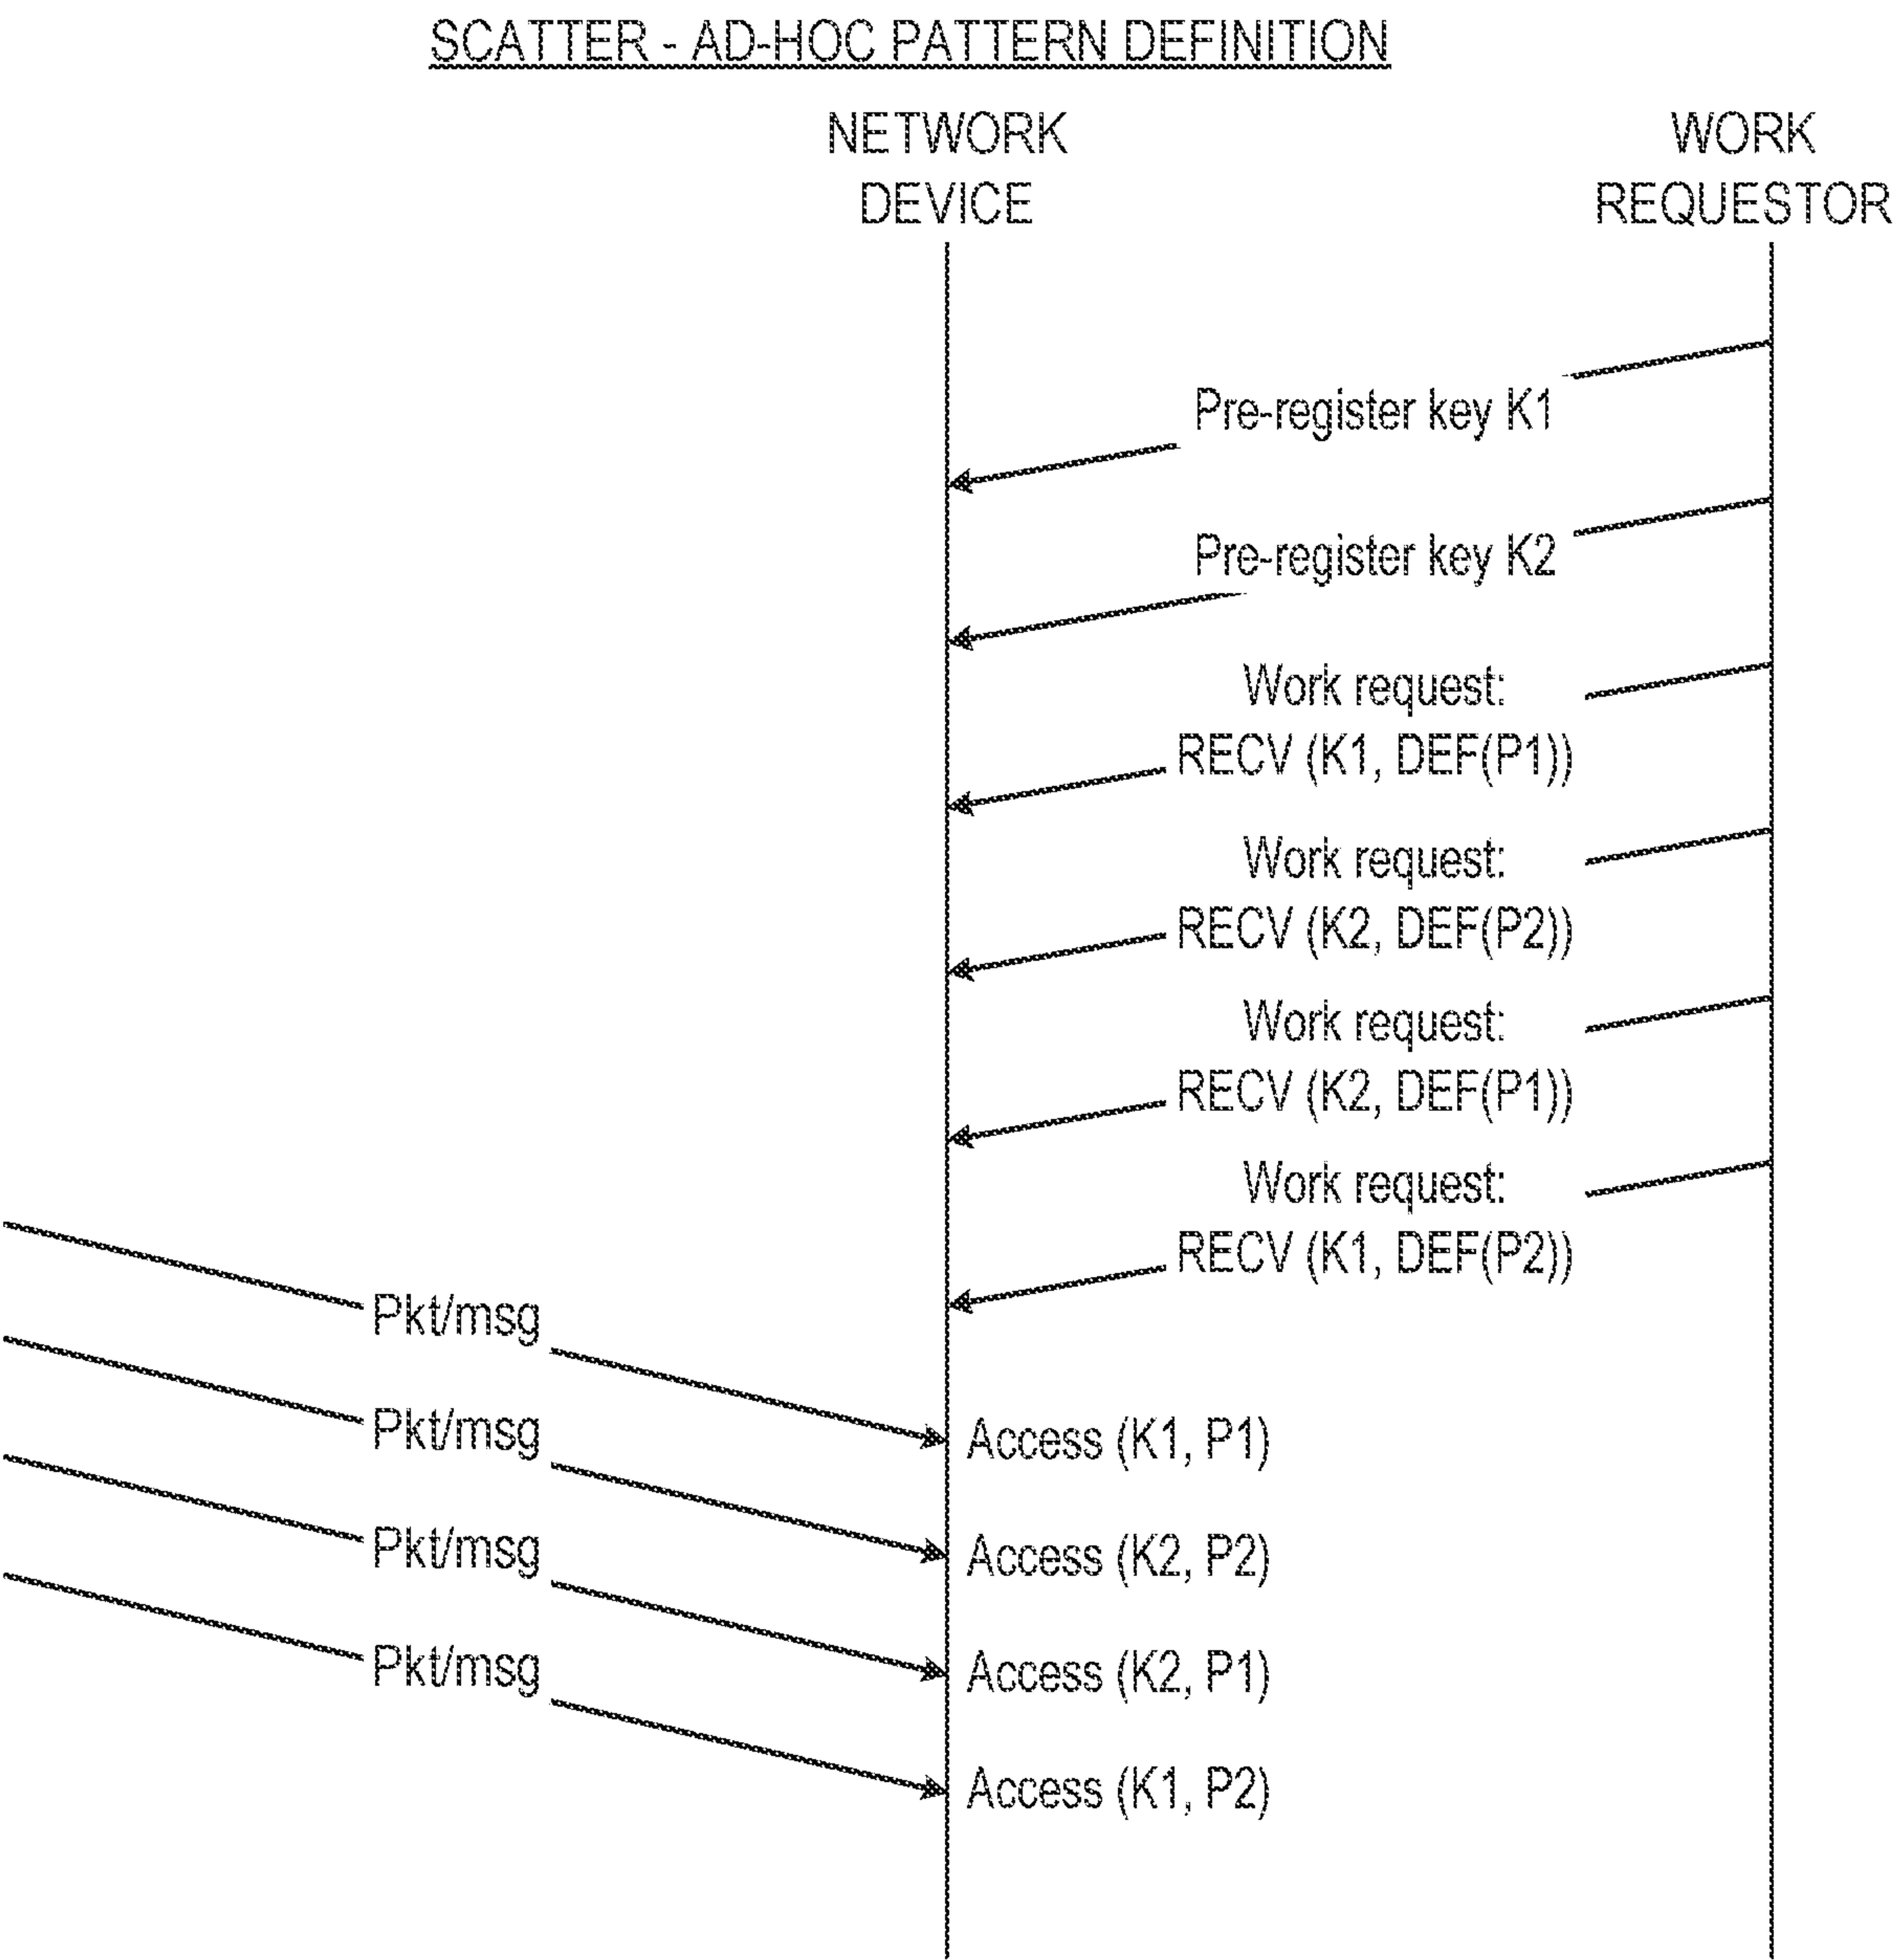 SCATTER - AD-HOC PATTERN DEFINITION
NETWORK
DEVICE
WORK
REQUESTOR
Pre-register key K1
Pre-register key K2
Work request:
RECV (K1, DEF(P1))
Work request:
RECV (K2, DEF(P2))
Work request:
RECV (K2, DEF(P1))
Work request:
RECV (K1, DEF(P2))
Pkt/msg
Pkt/msg
Pkt/msg
Pkt/msg
Access (K1, P1)
Access (K2, P2)
Access (K2, P1)
Access (K1, P2)